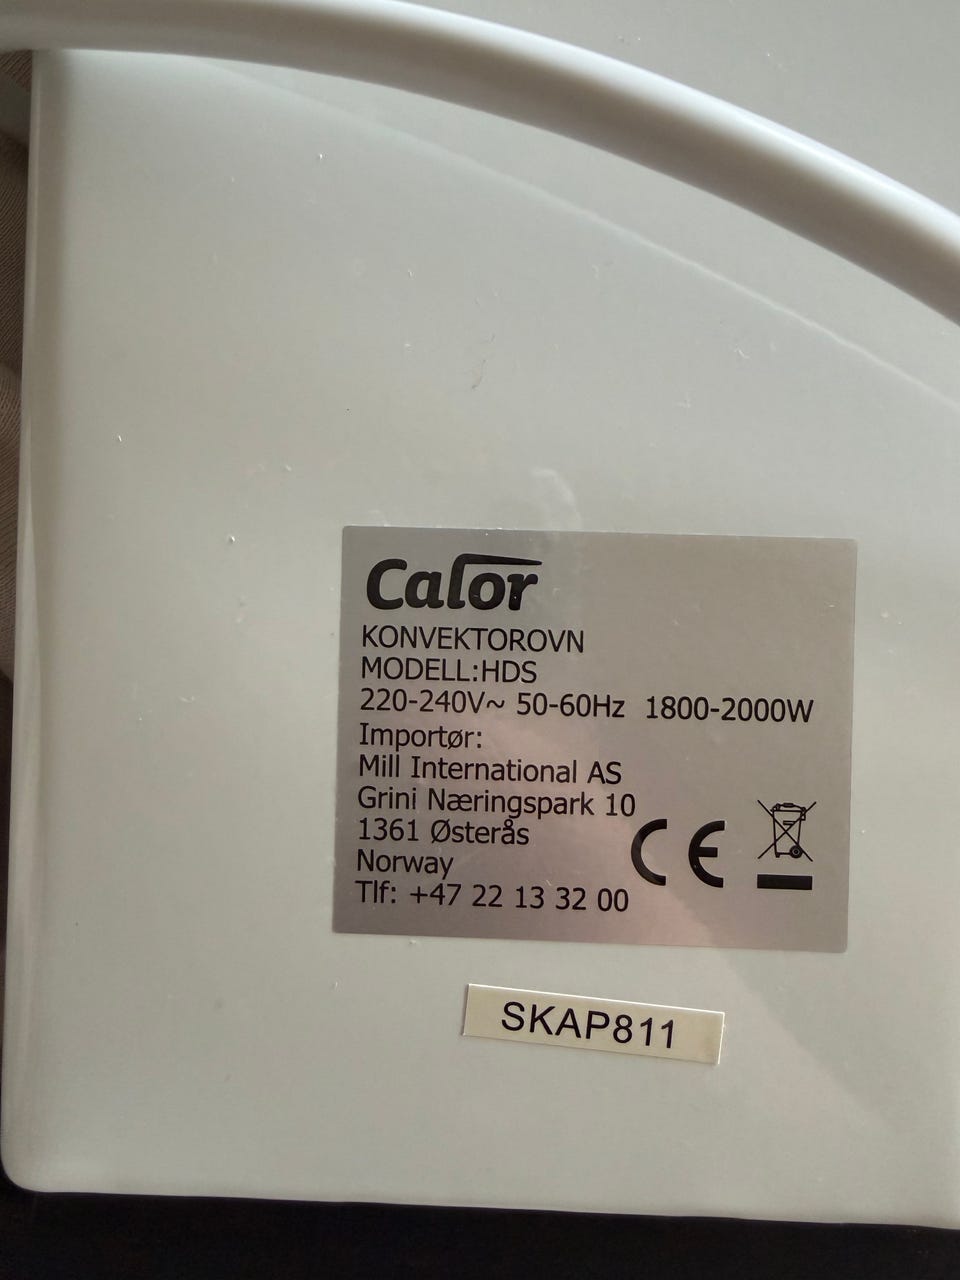 Calor
KONVEKTOROVN
MODELL:HDS
220-240V~ 50-60Hz 1800-2000W
Importør:
Mill International AS
Grini Næringspark 10
1361 Østerås
Norway
Tlf: +47 22 13 32 00
CE
SKAP811